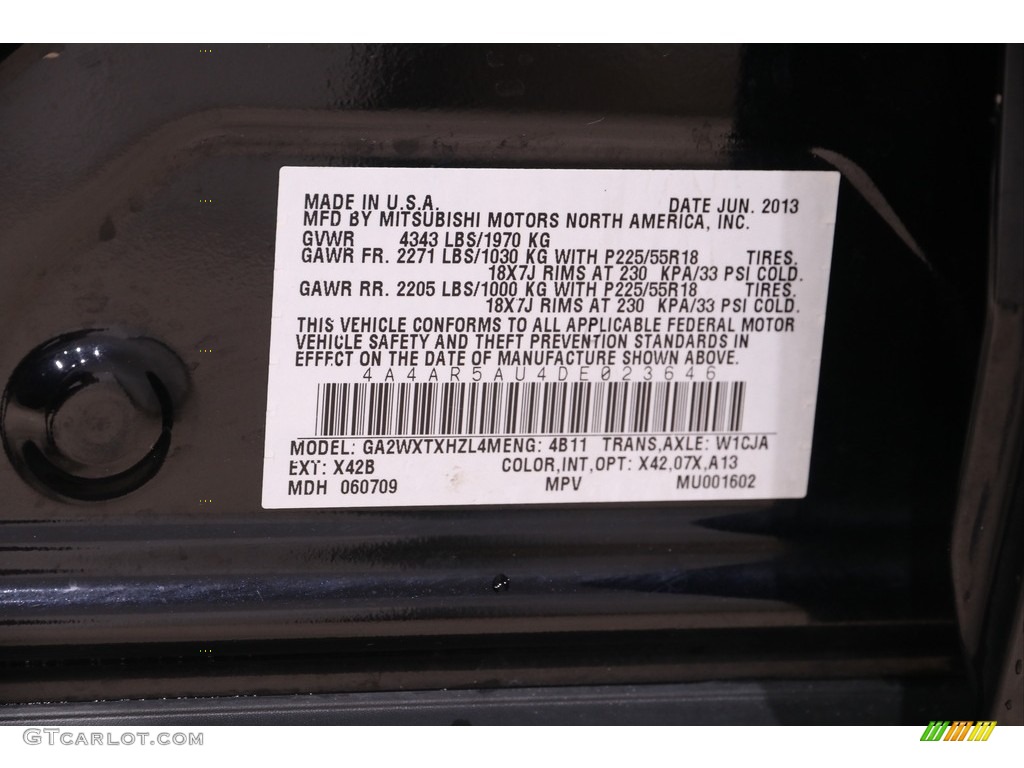 MADE IN U.S.A. DATE JUN. 2013
MFD BY MITSUBISHI MOTORS NORTH AMERICA, INC.
GVWR 4343 LBS/1970 KG
GAWR FR. 2271 LBS/1030 KG WITH P225/55R18 TIRES.
18X7J RIMS AT 230 KPA/33 PSI COLD.
GAWR RR. 2205 LBS/1000 KG WITH P225/55R18 TIRES.
18X7J RIMS AT 230 KPA/33 PSI COLD.
THIS VEHICLE CONFORMS TO ALL APPLICABLE FEDERAL MOTOR
VEHICLE SAFETY AND THEFT PREVENTION STANDARDS IN
EFFECT ON THE DATE OF MANUFACTURE SHOWN ABOVE.
4A4AR5AU4DE023646
MODEL: GA2WXTXHZL4MENG: 4B11 TRANS,AXLE: W1CJA
EXT: X42B COLOR,INT,OPT: X42,07X,A13
MDH 060709 MPV MU001602
GTCarlot.com